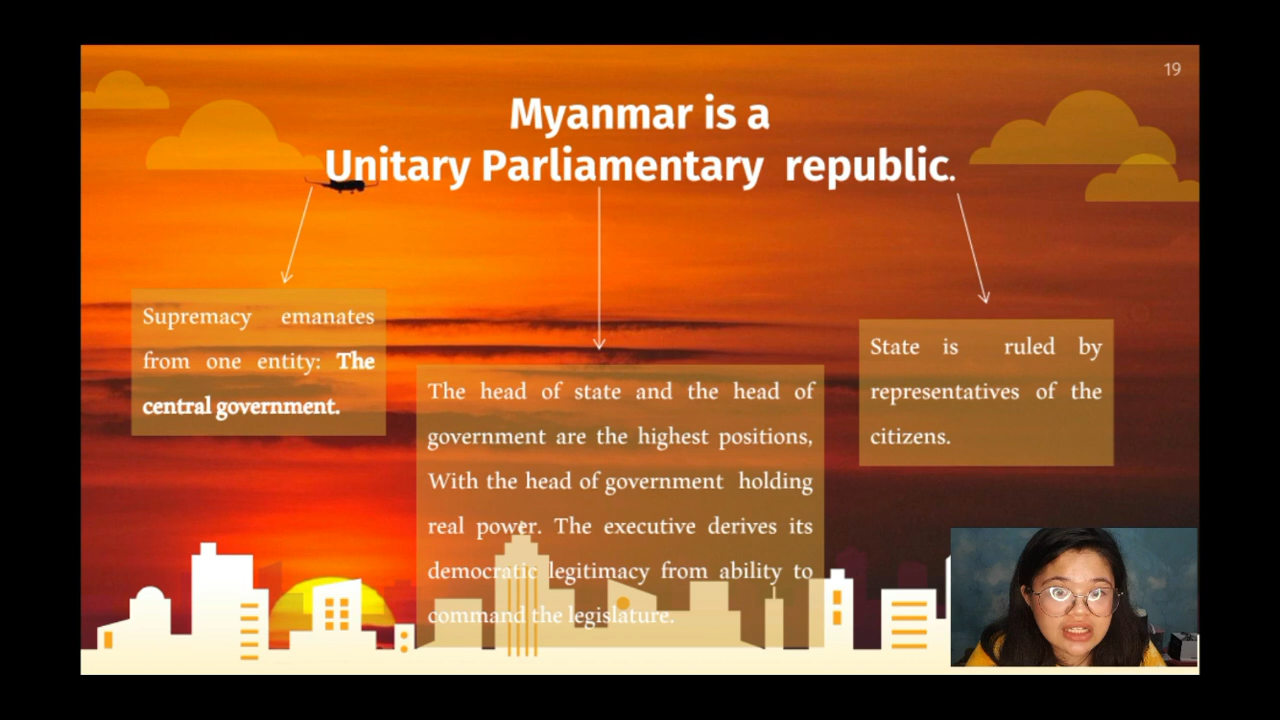 19
Myanmar is a
Unitary Parliamentary republic.
Supremacy emanates
from one entity: The
central government.
The head of state and the head of
government are the highest positions,
With the head of government holding
real power. The executive derives its
democratic legitimacy from ability to
command the legislature.
State is ruled by
representatives of the
citizens.